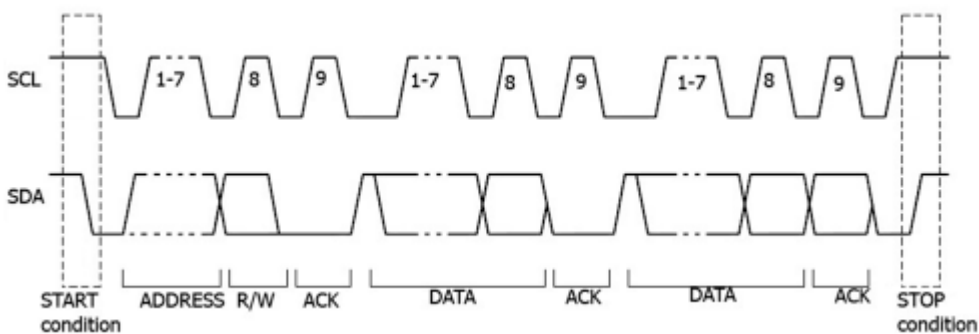 SCL 1-7 8 9 1-7 8 9 1-7 8 9
SDA
START condition
ADDRESS R/W ACK DATA ACK DATA ACK
STOP condition